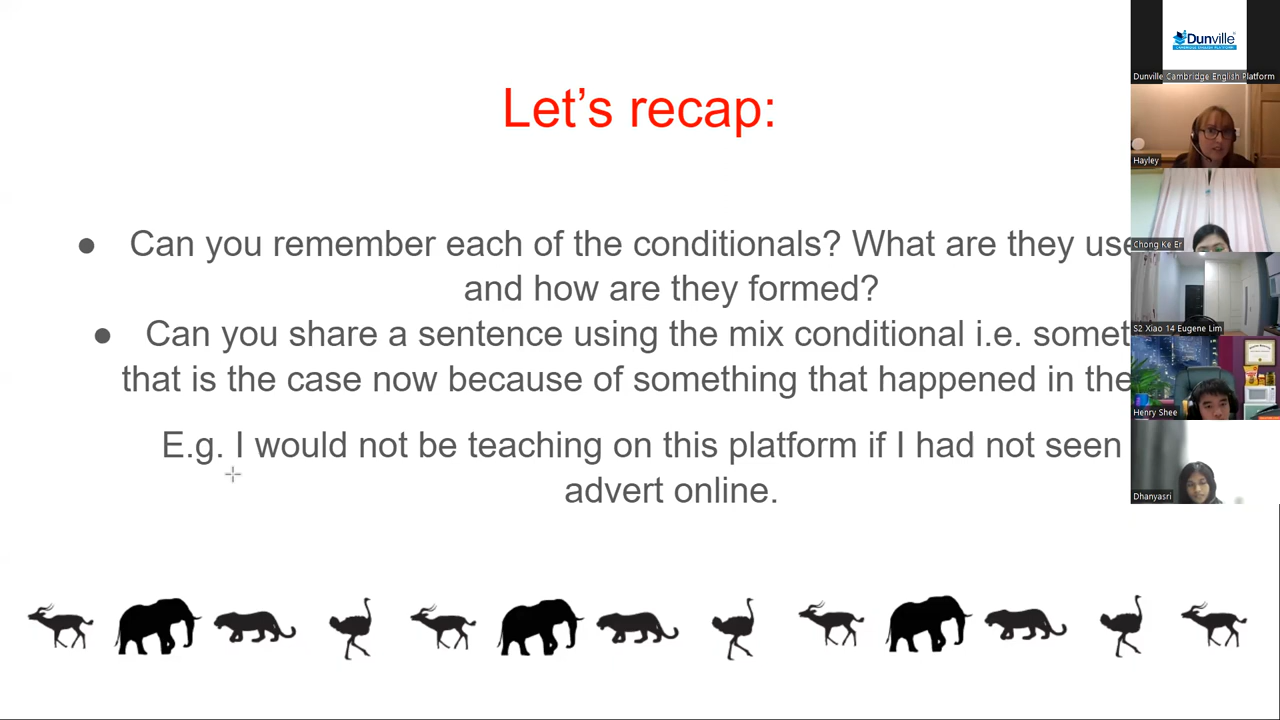 Let's recap:
● Can you remember each of the conditionals? What are they
and how are they formed?
● Can you share a sentence using the mix conditional i.e.
that is the case now because of something that happened in the
E.g. I would not be teaching on this platform if I had not seen
advert online.
Dunville
CAMBRIDGE ENGLISH PLATFORM
Dunville Cambridge English Platform
Hayley
Chong Ke Er
S2 Xiao 14 Eugene Lim
Henry Shee
Dhanyasri